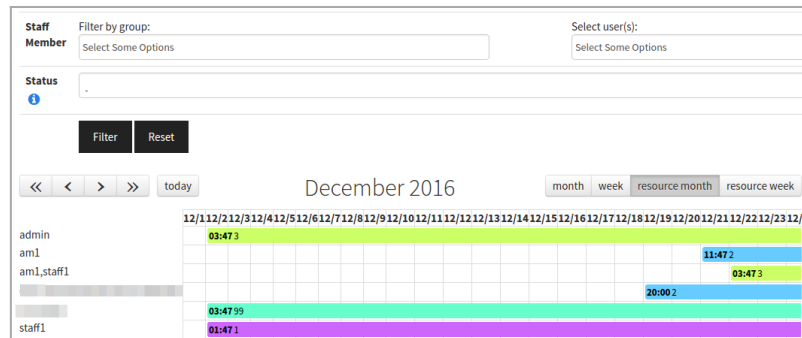 Staff Member
Filter by group:
Select user(s):
Select Some Options
Select Some Options
Status
-
Filter Reset
today
December 2016
month week resource month resource week
12/1 12/2 12/3 12/4 12/5 12/6 12/7 12/8 12/9 12/10 12/11 12/12 12/13 12/14 12/15 12/16 12/17 12/18 12/19 12/20 12/21 12/22 12/23 12/
admin 03:47 3
am1 11:47 2
am1,staff1 03:47 3
20:00 2
03:47 99
staff1 01:47 1